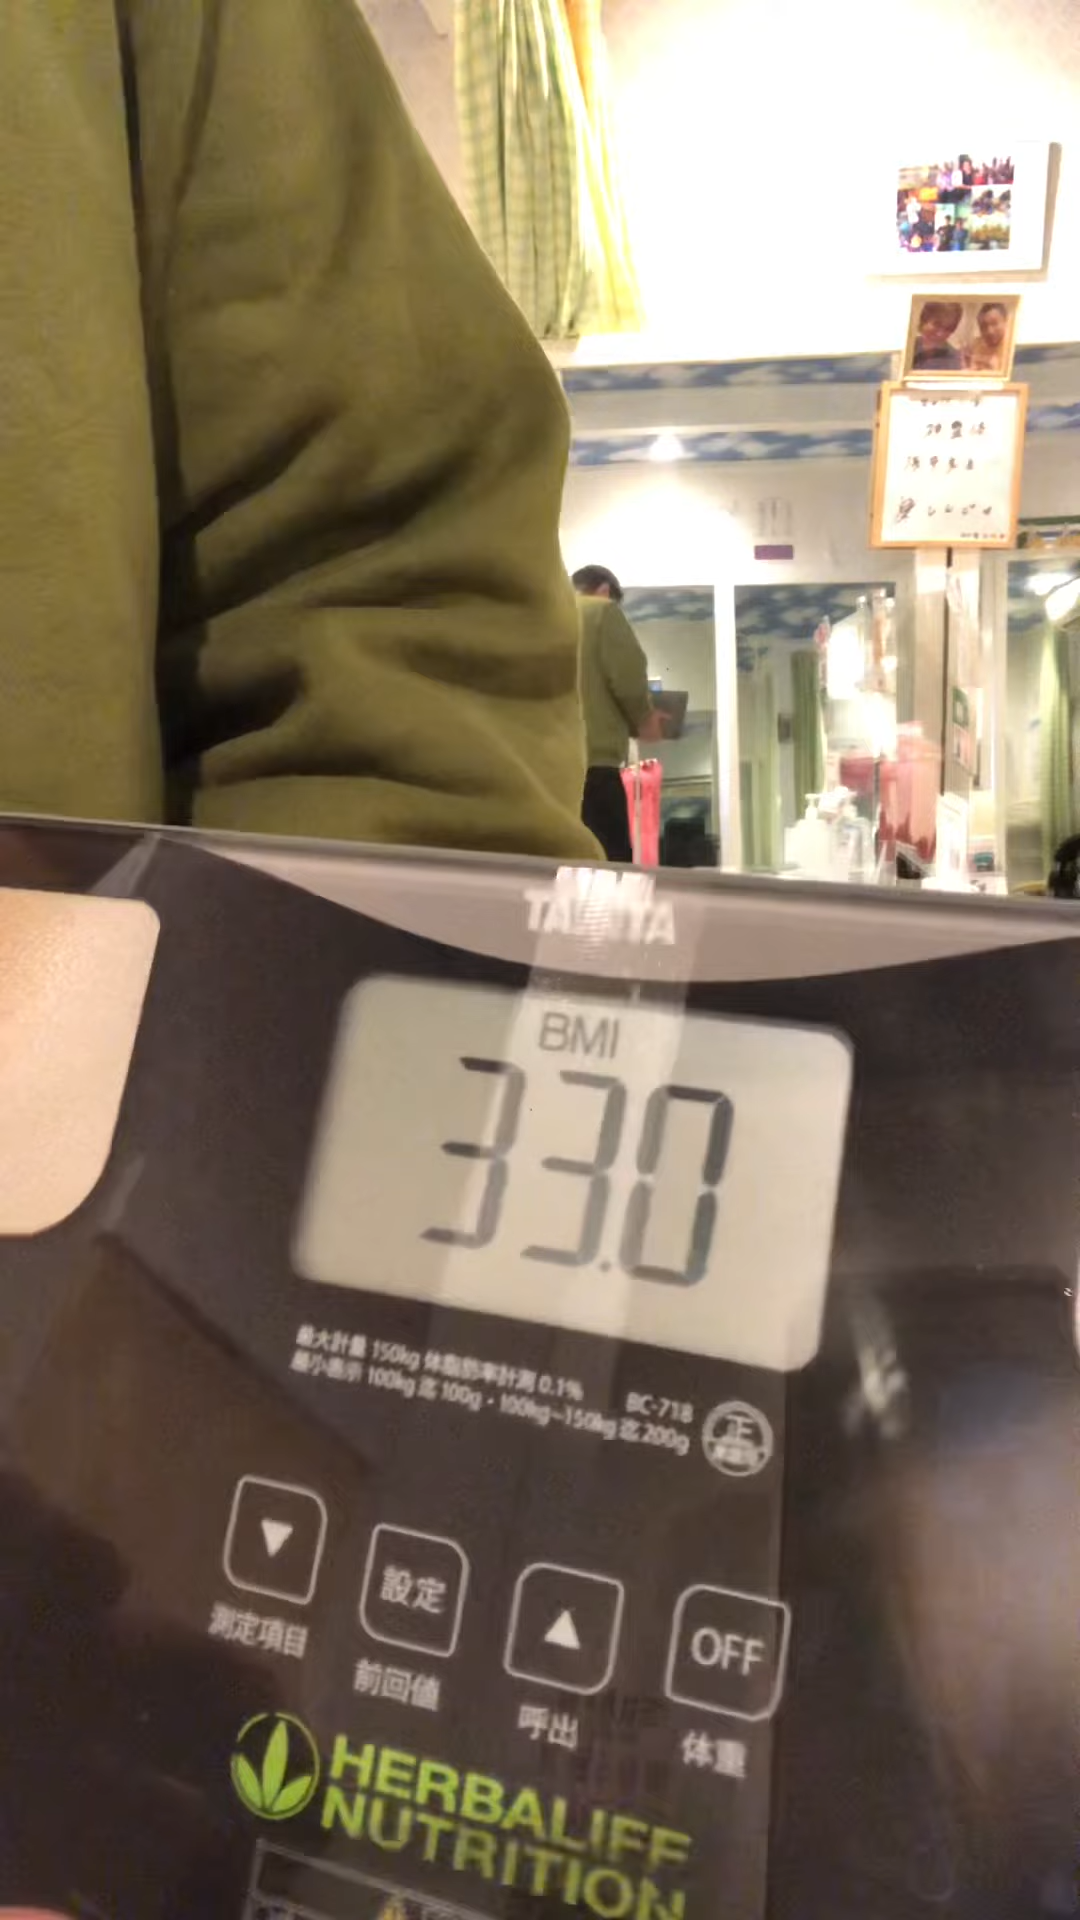 TANITA
BMI
33.0
最大計量 150kg 体脂肪率計測 0.1%
最小表示 100kg 迄 100g・100kg~150kg 迄 200g
BC-718
正
▼
設定
▲
OFF
測定項目
前回値
呼出
体重
HERBALIFE
NUTRITION